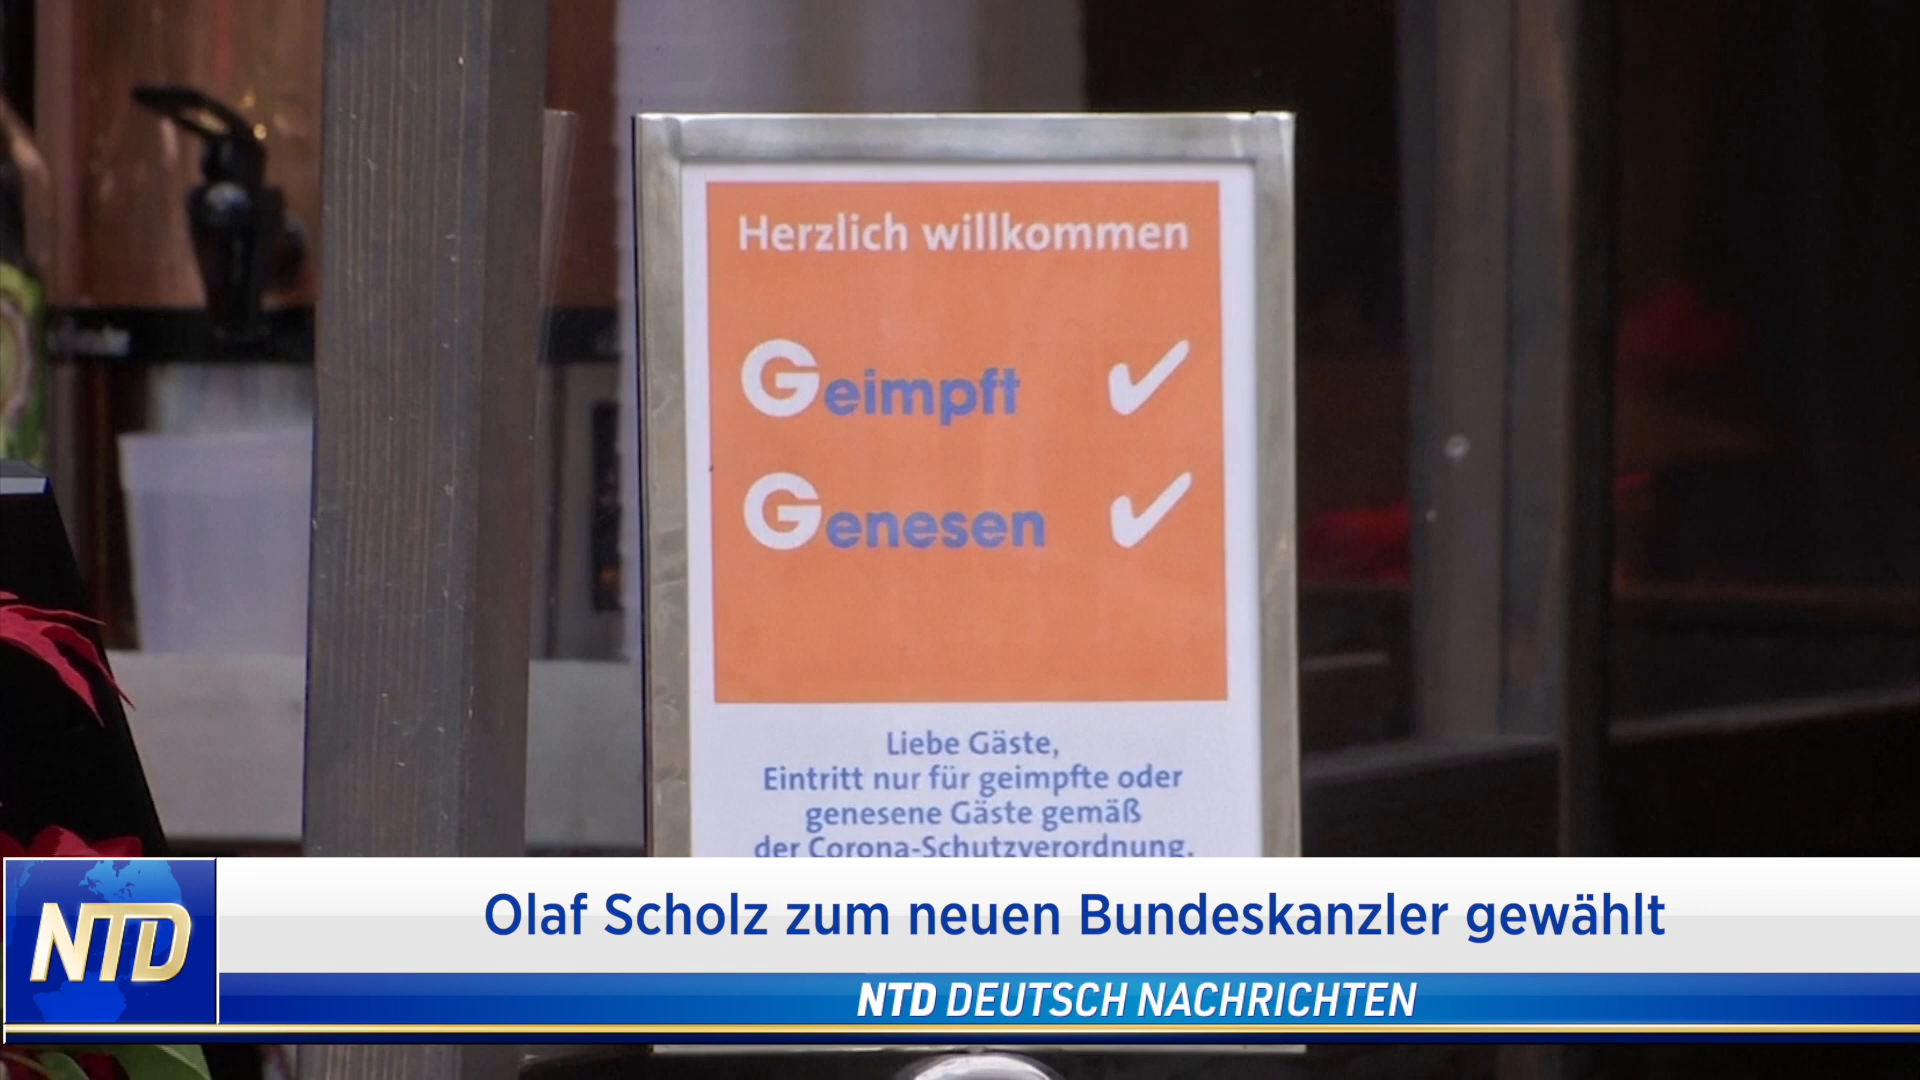 Herzlich willkommen
Geimpft ✔
Genesen ✔
Liebe Gäste,
Eintritt nur für geimpfte oder
genesene Gäste gemäß
der Corona-Schutzverordnung.
NTD
Olaf Scholz zum neuen Bundeskanzler gewählt
NTD DEUTSCH NACHRICHTEN